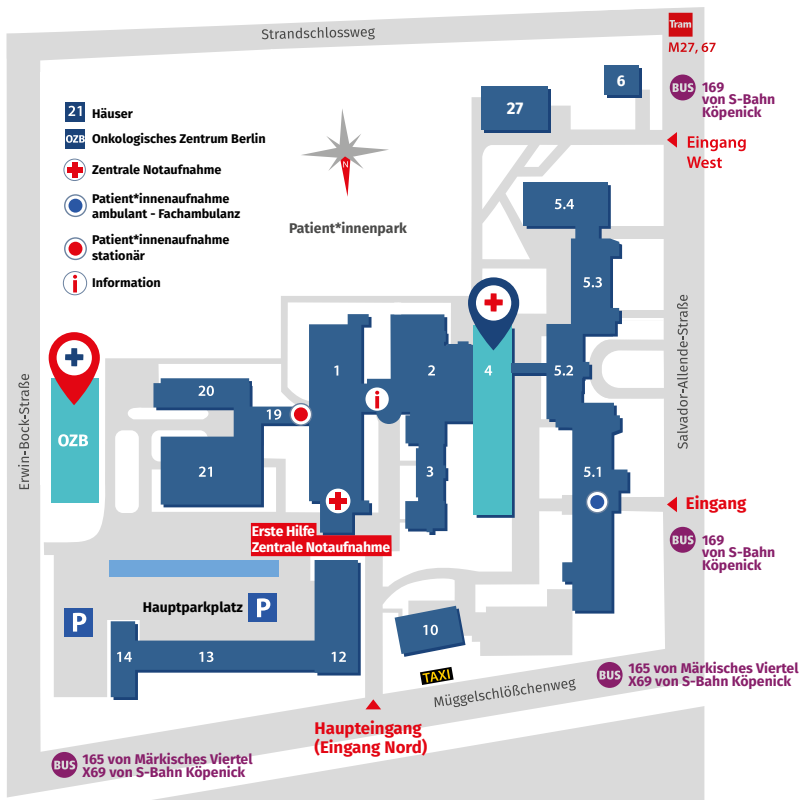 Strandschlossweg
Tram
M27, 67
BUS 169
von S-Bahn
Köpenick
6
27
21 Häuser
OZB Onkologisches Zentrum Berlin
Zentrale Notaufnahme
Patient*innenaufnahme
ambulant - Fachambulanz
Patient*innenaufnahme
stationär
i Information
N
Patient*innenpark
Eingang
West
5.4
5.3
Salvador-Allende-Straße
Erwin-Bock-Straße
1
2
4
5.2
20
19
i
OZB
21
3
5.1
Eingang
Erste Hilfe
Zentrale Notaufnahme
BUS 169
von S-Bahn
Köpenick
P
Hauptparkplatz P
14
13
12
10
TAXI
Müggelschlößchenweg
BUS 165 von Märkisches Viertel
X69 von S-Bahn Köpenick
Haupteingang
(Eingang Nord)
BUS 165 von Märkisches Viertel
X69 von S-Bahn Köpenick